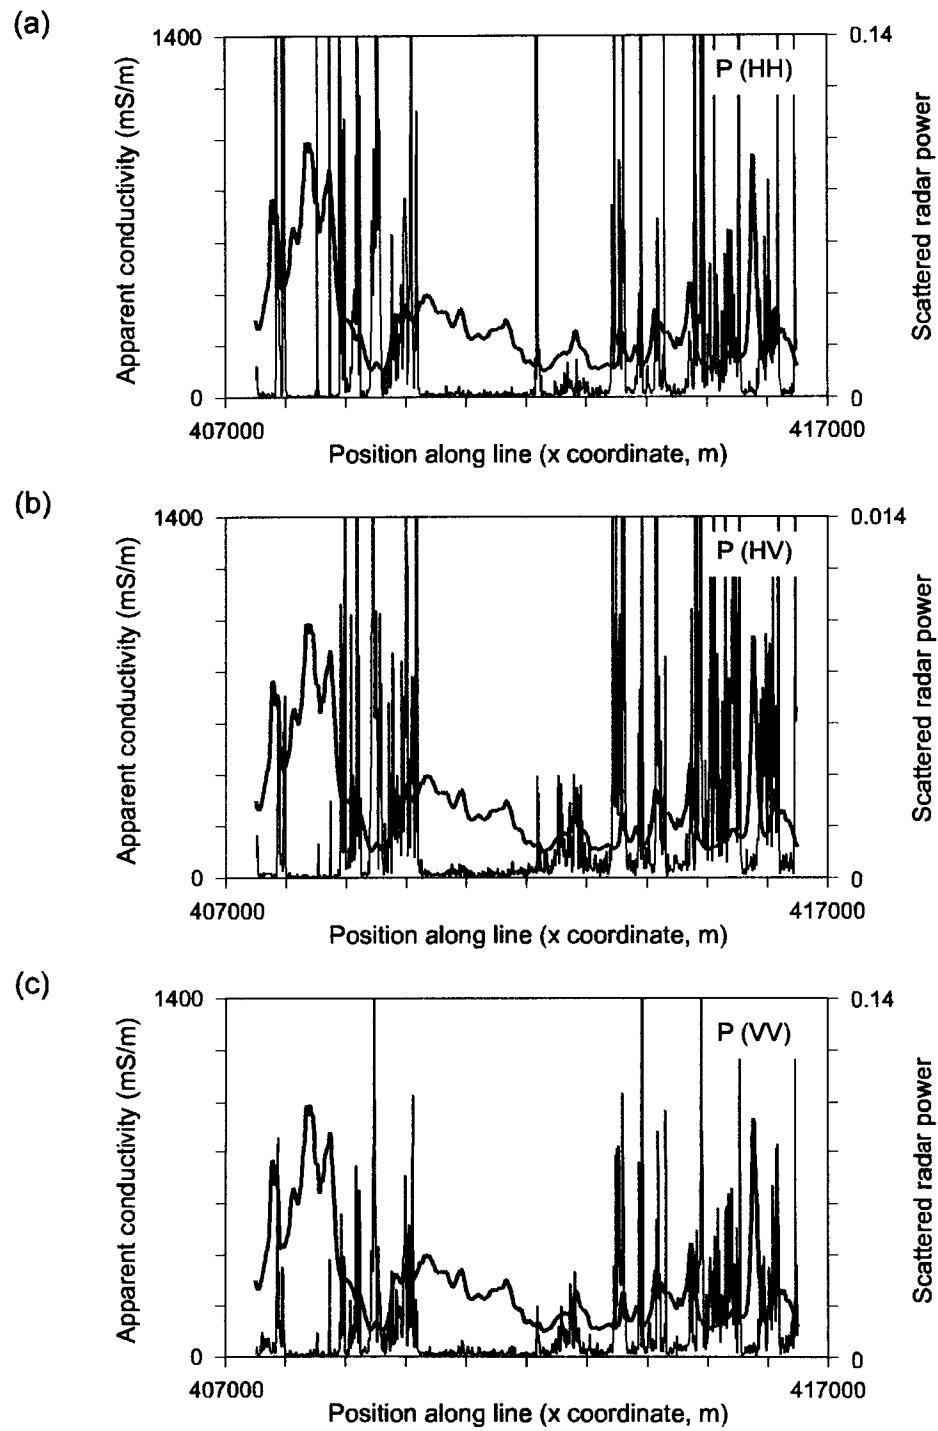 (a)
1400
0.14
P (HH)
Apparent conductivity (mS/m)
Scattered radar power
0
0
407000
417000
Position along line (x coordinate, m)
(b)
1400
0.014
P (HV)
Apparent conductivity (mS/m)
Scattered radar power
0
0
407000
417000
Position along line (x coordinate, m)
(c)
1400
0.14
P (VV)
Apparent conductivity (mS/m)
Scattered radar power
0
0
407000
417000
Position along line (x coordinate, m)